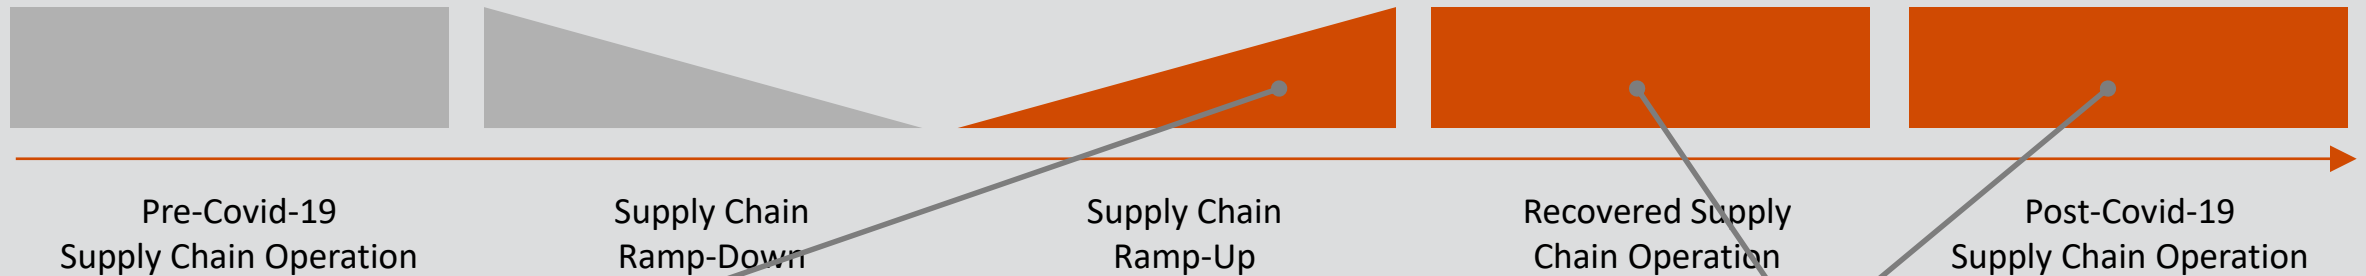 Pre-Covid-19
Supply Chain Operation
Supply Chain
Ramp-Down
Supply Chain
Ramp-Up
Recovered Supply
Chain Operation
Post-Covid-19
Supply Chain Operation